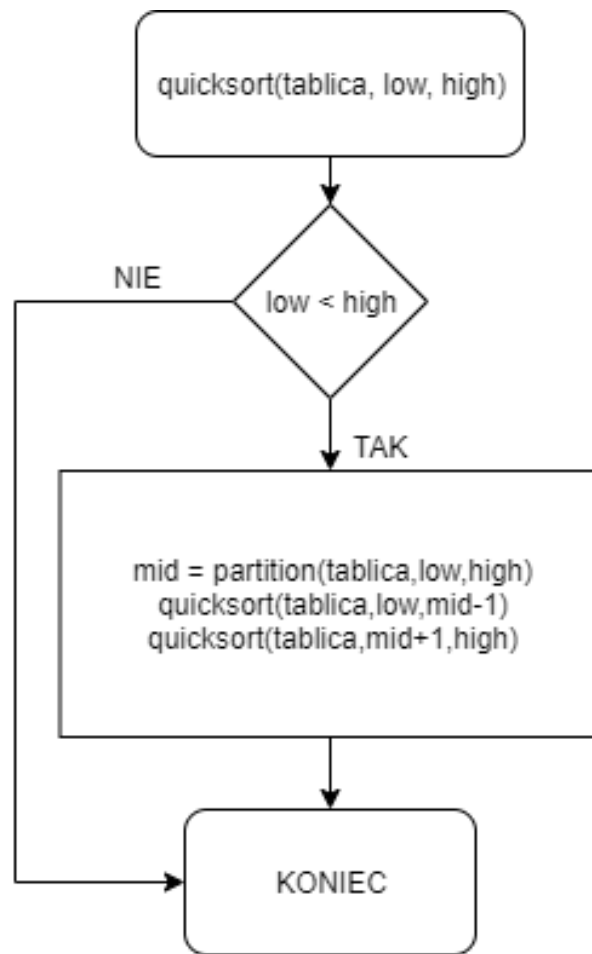 quicksort(tablica, low, high)
NIE
low < high
TAK
mid = partition(tablica,low,high)
quicksort(tablica,low,mid-1)
quicksort(tablica,mid+1,high)
KONIEC